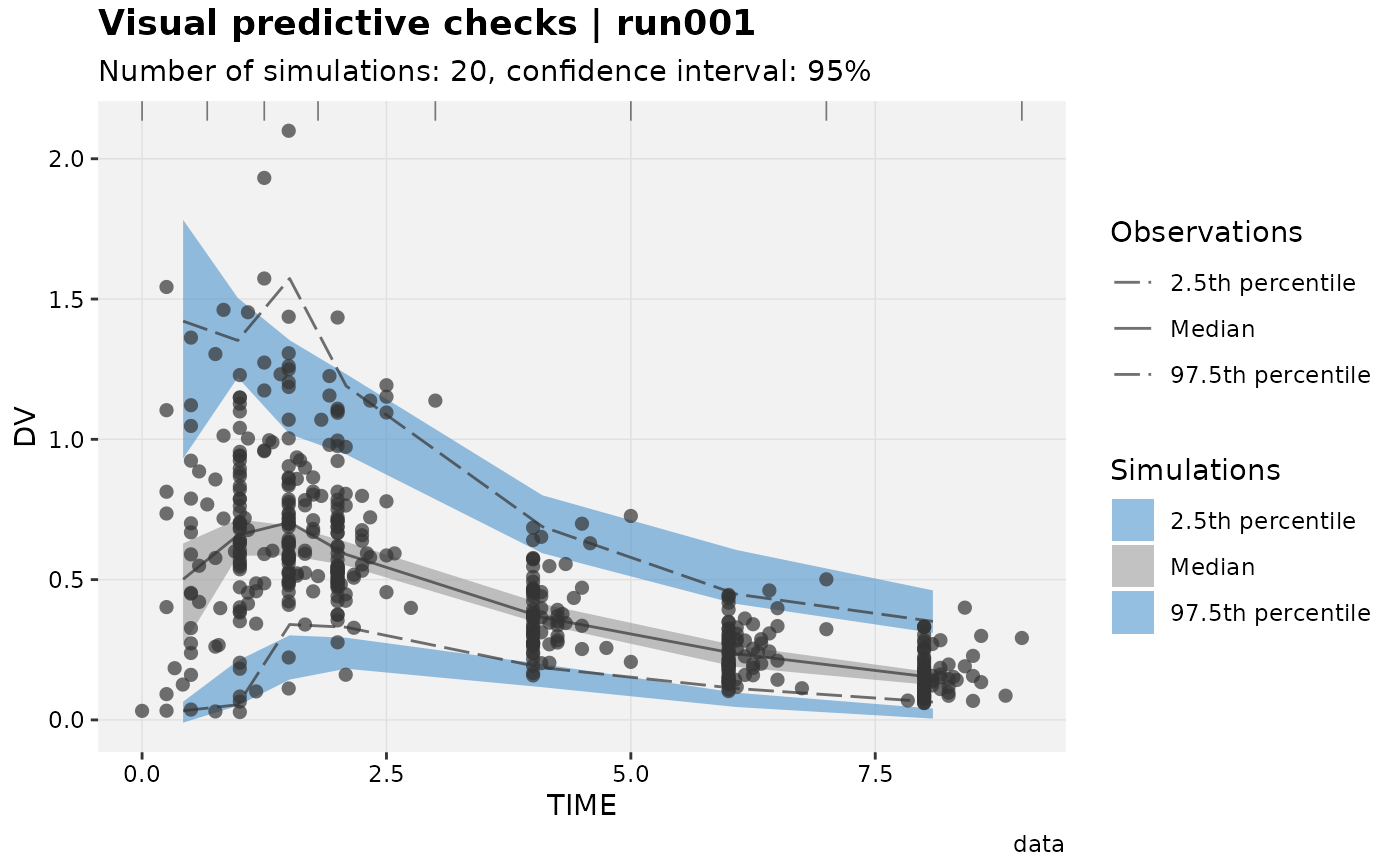 Visual predictive checks | run001
Number of simulations: 20, confidence interval: 95%
2.0
1.5
1.0
0.5
0.0
DV
0.0 2.5 5.0 7.5
TIME
data
Observations
2.5th percentile
Median
97.5th percentile
Simulations
2.5th percentile
Median
97.5th percentile